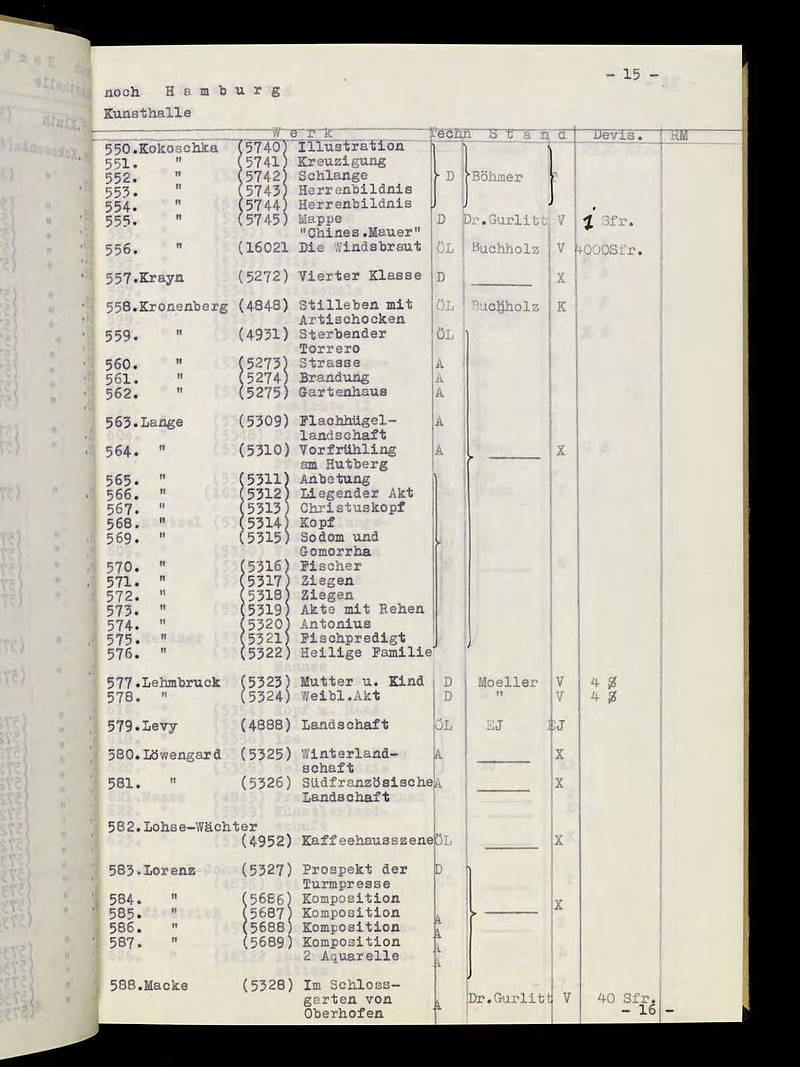 - 15 -
noch H a m b u r g
Kunsthalle
W e r k Techn S t a n d Devis. RM
550.Kokoschka (5740) Illustration
551. " (5741) Kreuzigung
552. " (5742) Schlange D Böhmer
553. " (5743) Herrenbildnis
554. " (5744) Herrenbildnis
555. " (5745) Mappe D Dr.Gurlitt V 1 Sfr.
"Chines.Mauer"
556. " (16021 Die Windsbraut ÖL Buchholz V 4000Sfr.
557.Krayn (5272) Vierter Klasse D X
558.Kronenberg (4848) Stilleben mit ÖL Buchholz K
Artischocken
559. " (4931) Sterbender ÖL
Torrero
560. " (5273) Strasse A
561. " (5274) Brandung A
562. " (5275) Gartenhaus A
563.Lange (5309) Flachhügel- A
landschaft
564. " (5310) Vorfrühling A X
am Hutberg
565. " (5311) Anbetung
566. " (5312) Liegender Akt
567. " (5313) Christuskopf
568. " (5314) Kopf
569. " (5315) Sodom und
Gomorrha
570. " (5316) Fischer
571. " (5317) Ziegen
572. " (5318) Ziegen
573. " (5319) Akte mit Rehen
574. " (5320) Antonius
575. " (5321) Fischpredigt
576. " (5322) Heilige Familie
577.Lehmbruck (5323) Mutter u. Kind D Moeller V 4 $
578. " (5324) Weibl.Akt D " V 4 $
579.Levy (4888) Landschaft ÖL EJ EJ
580.Löwengard (5325) Winterland- A X
schaft
581. " (5326) Südfranzösische A X
Landschaft
582.Lohse-Wächter
(4952) Kaffeehausszene ÖL X
583.Lorenz (5327) Prospekt der D
Turmpresse
584. " (5686) Komposition X
585. " (5687) Komposition A
586. " (5688) Komposition A
587. " (5689) Komposition A
2 Aquarelle A
588.Macke (5328) Im Schloss-
garten von A Dr.Gurlitt V 40 Sfr.
Oberhofen - 16 -